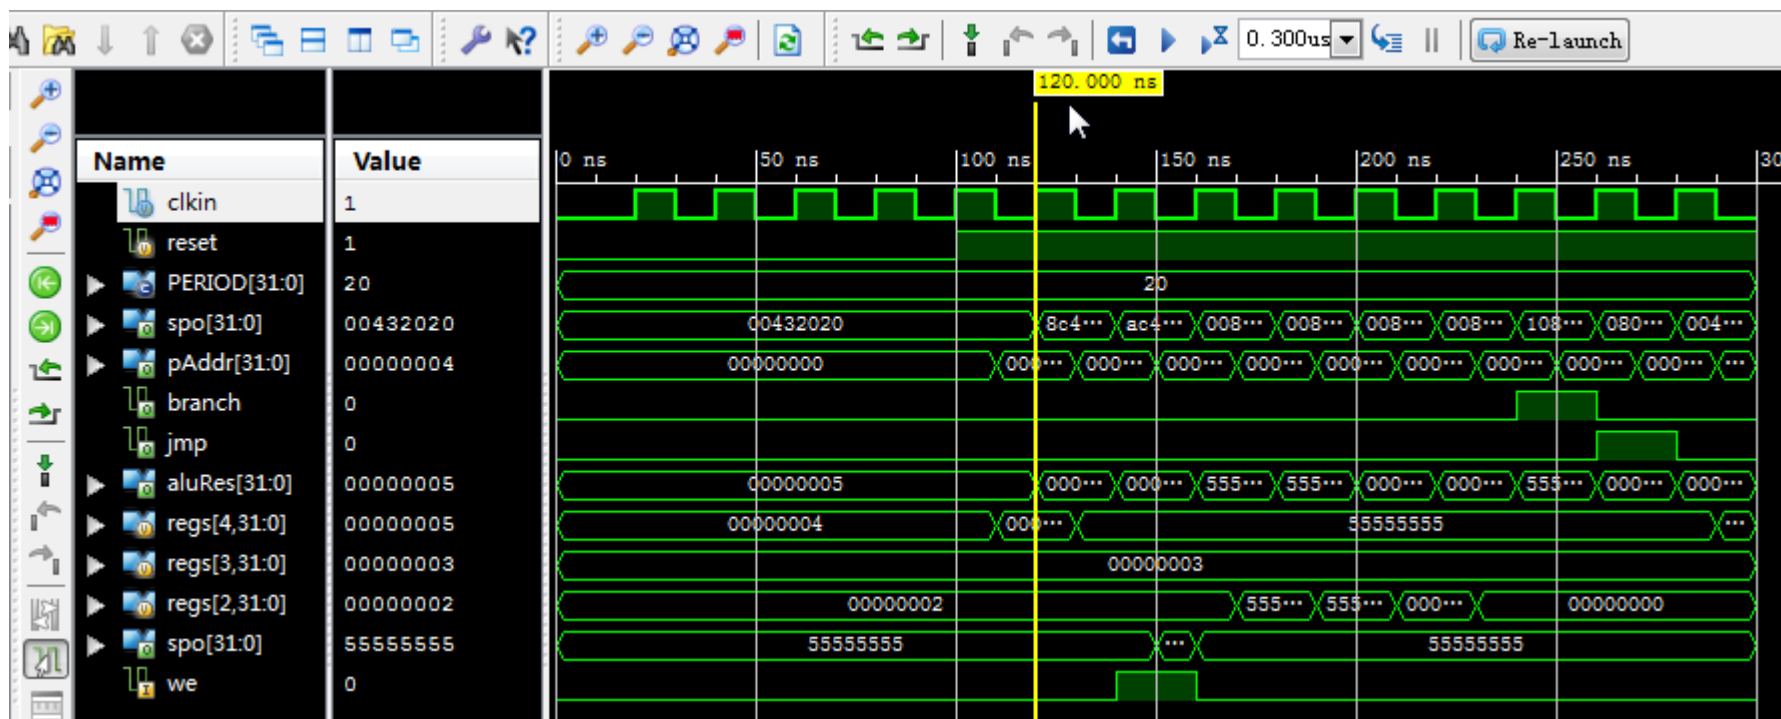 0.300us Re-launch
120.000 ns
Name Value 0 ns 50 ns 100 ns 150 ns 200 ns 250 ns 30
clkin 1
reset 1
PERIOD[31:0] 20 20
spo[31:0] 00432020 00432020 8c4··· ac4··· 008··· 008··· 008··· 008··· 108··· 080··· 004···
pAddr[31:0] 00000004 00000000 000··· 000··· 000··· 000··· 000··· 000··· 000··· 000··· 000··· ···
branch 0
jmp 0
aluRes[31:0] 00000005 00000005 000··· 000··· 555··· 555··· 000··· 000··· 555··· 000··· 000···
regs[4,31:0] 00000005 00000004 000··· 55555555 ···
regs[3,31:0] 00000003 00000003
regs[2,31:0] 00000002 00000002 555··· 555··· 000··· 00000000
spo[31:0] 55555555 55555555 ··· 55555555
we 0